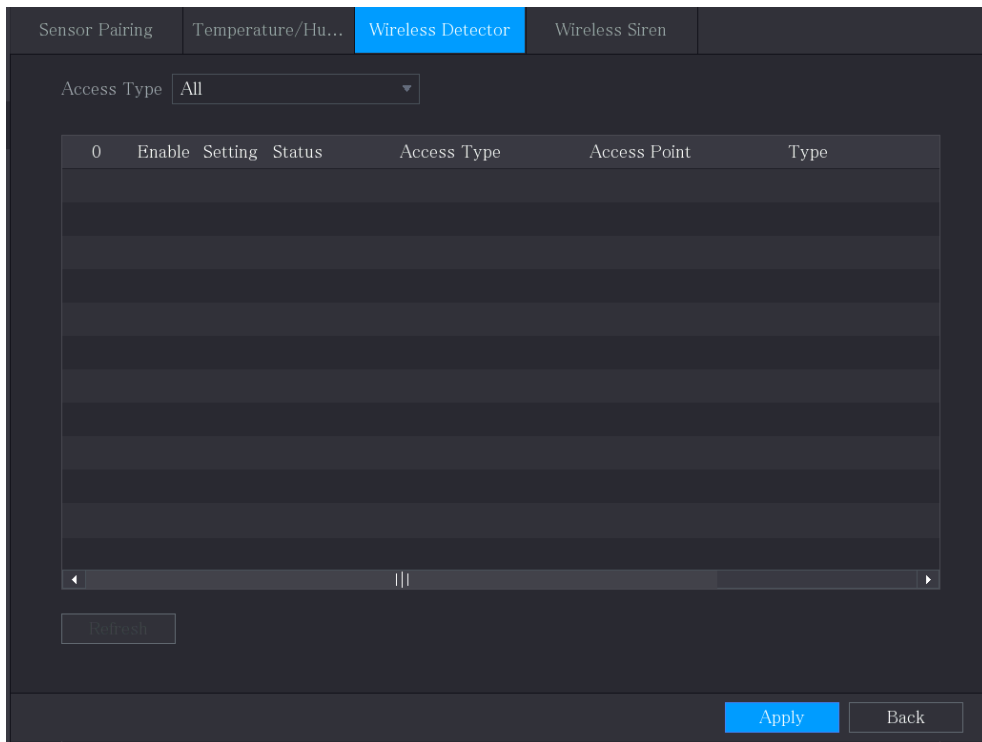 Sensor Pairing Temperature/Hu... Wireless Detector Wireless Siren
Access Type All
0 Enable Setting Status Access Type Access Point Type
Refresh
Apply Back